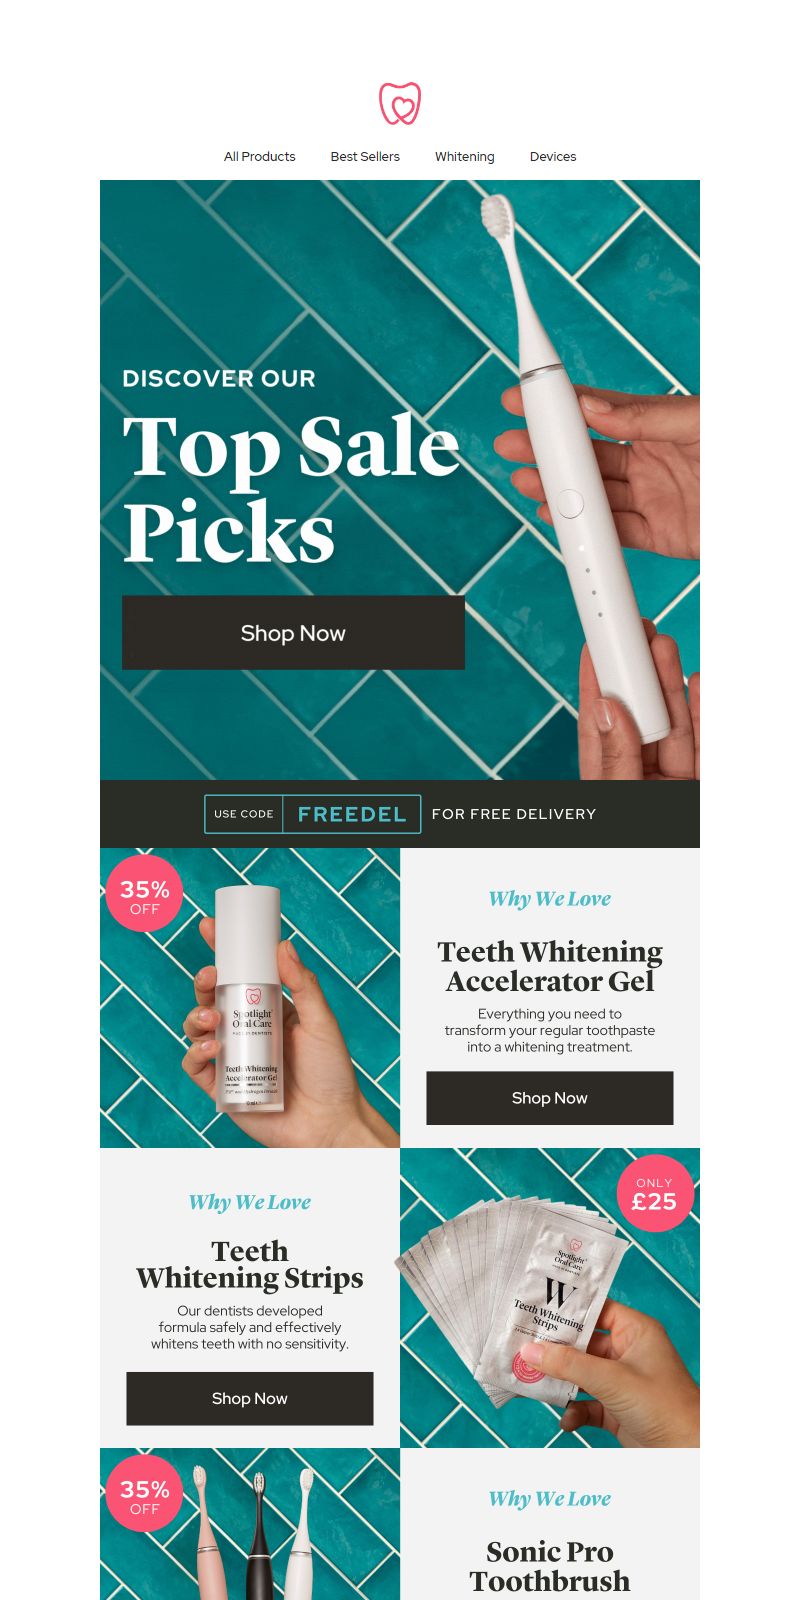 All Products
Best Sellers
Whitening
Devices
DISCOVER OUR
Top Sale
Picks
Shop Now
USE CODE
FREEDEL
FOR FREE DELIVERY
35%
OFF
Spotlight
Oral Care
MADE BY DENTISTS
Teeth Whitening
Accelerator Gel
Why We Love
Teeth Whitening
Accelerator Gel
Everything you need to
transform your regular toothpaste
into a whitening treatment.
Shop Now
Why We Love
Teeth
Whitening Strips
Our dentists developed
formula safely and effectively
whitens teeth with no sensitivity.
Shop Now
ONLY
£25
Spotlight
Oral Care
W
Teeth Whitening
Strips
35%
OFF
Why We Love
Sonic Pro
Toothbrush